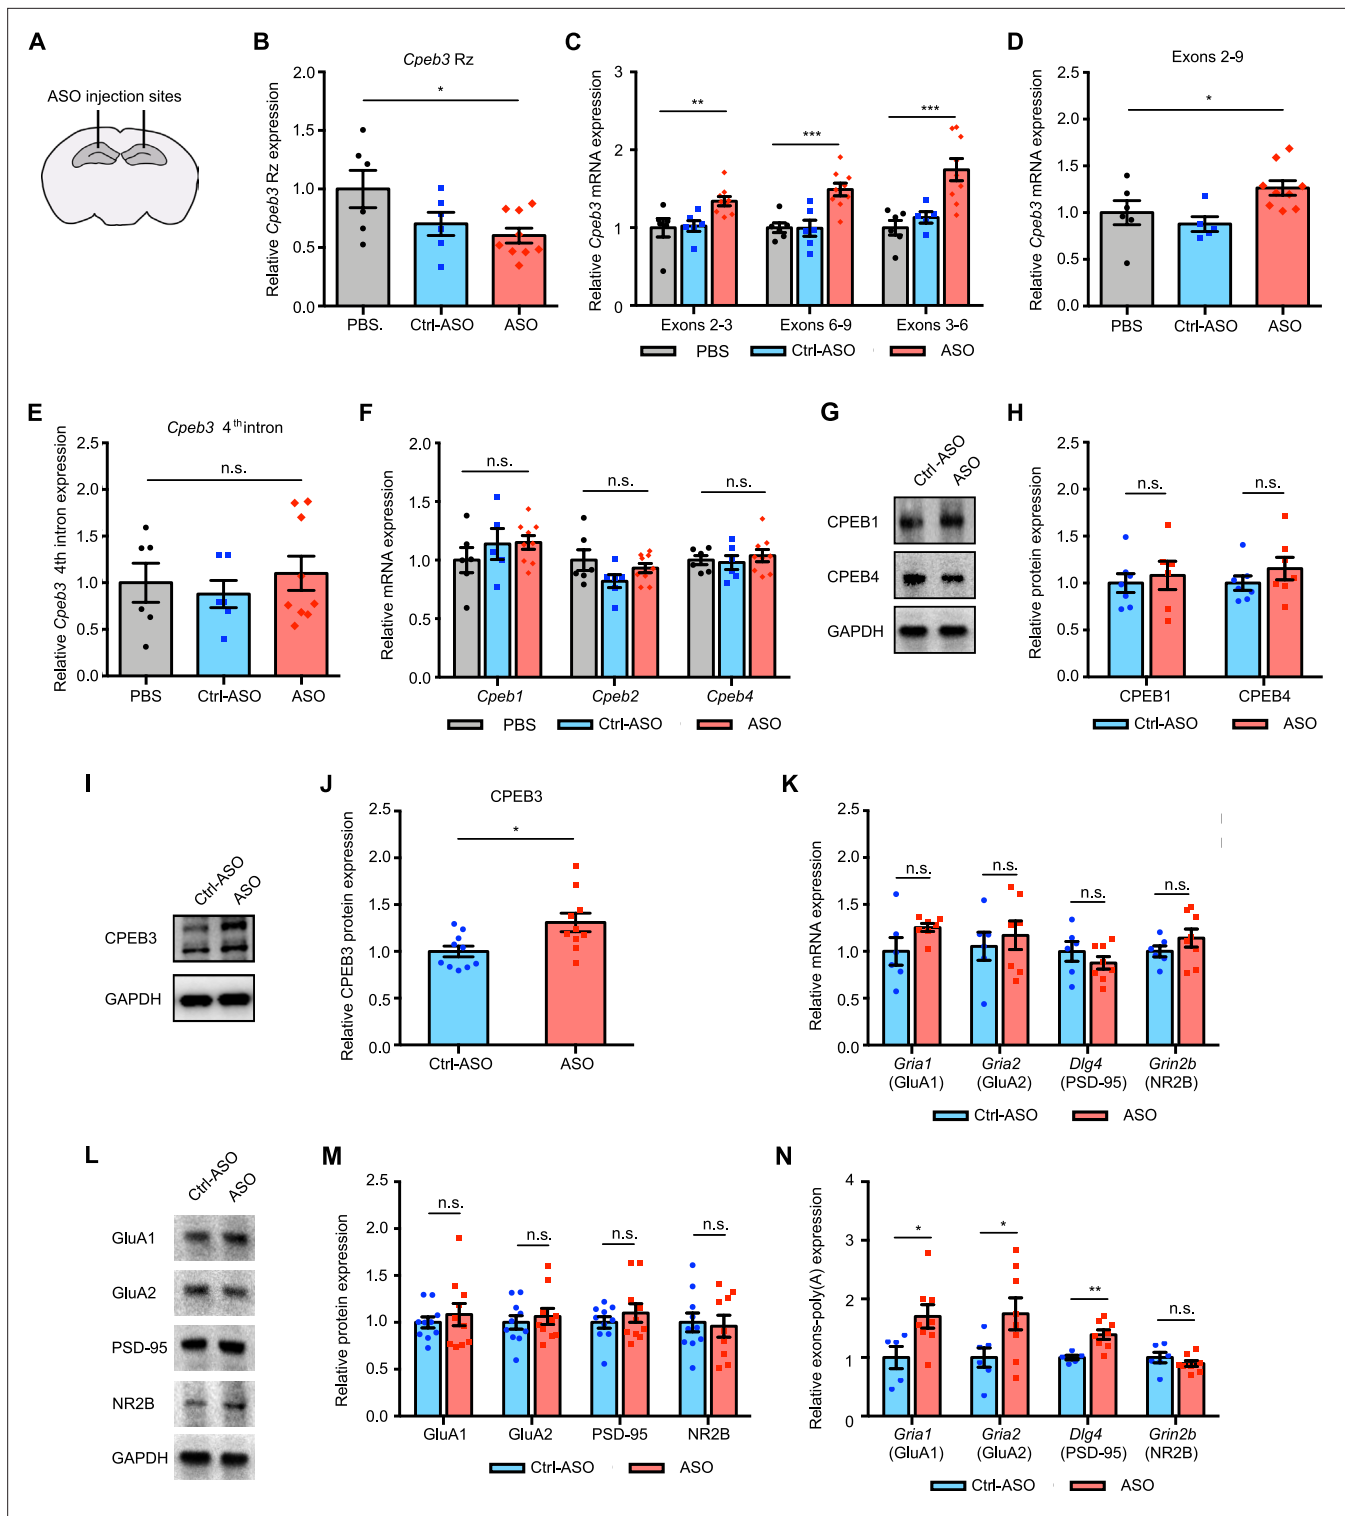 A
ASO injection sites
B
Cpeb3 Rz
Relative Cpeb3 Rz expression
2.0
1.5
1.0
0.5
0.0
*
PBS.
Ctrl-ASO
ASO
C
Relative Cpeb3 mRNA expression
3
2
1
0
**
***
***
Exons 2-3
Exons 6-9
Exons 3-6
PBS
Ctrl-ASO
ASO
D
Exons 2-9
Relative Cpeb3 mRNA expression
2.5
2.0
1.5
1.0
0.5
0.0
*
PBS
Ctrl-ASO
ASO
E
Cpeb3 4th intron
Relative Cpeb3 4th intron expression
2.5
2.0
1.5
1.0
0.5
0.0
n.s.
PBS
Ctrl-ASO
ASO
F
Relative mRNA expression
2.0
1.5
1.0
0.5
0.0
n.s.
n.s.
n.s.
Cpeb1
Cpeb2
Cpeb4
PBS
Ctrl-ASO
ASO
G
Ctrl-ASO
ASO
CPEB1
CPEB4
GAPDH
H
Relative protein expression
2.5
2.0
1.5
1.0
0.5
0.0
n.s.
n.s.
CPEB1
CPEB4
Ctrl-ASO
ASO
I
Ctrl-ASO
ASO
CPEB3
GAPDH
J
CPEB3
Relative CPEB3 protein expression
2.5
2.0
1.5
1.0
0.5
0.0
*
Ctrl-ASO
ASO
K
Relative mRNA expression
2.5
2.0
1.5
1.0
0.5
0.0
n.s.
n.s.
n.s.
n.s.
Gria1
(GluA1)
Gria2
(GluA2)
Dlg4
(PSD-95)
Grin2b
(NR2B)
Ctrl-ASO
ASO
L
Ctrl-ASO
ASO
GluA1
GluA2
PSD-95
NR2B
GAPDH
M
Relative protein expression
2.5
2.0
1.5
1.0
0.5
0.0
n.s.
n.s.
n.s.
n.s.
GluA1
GluA2
PSD-95
NR2B
Ctrl-ASO
ASO
N
Relative exons-poly(A) expression
4
3
2
1
0
*
*
**
n.s.
Gria1
(GluA1)
Gria2
(GluA2)
Dlg4
(PSD-95)
Grin2b
(NR2B)
Ctrl-ASO
ASO